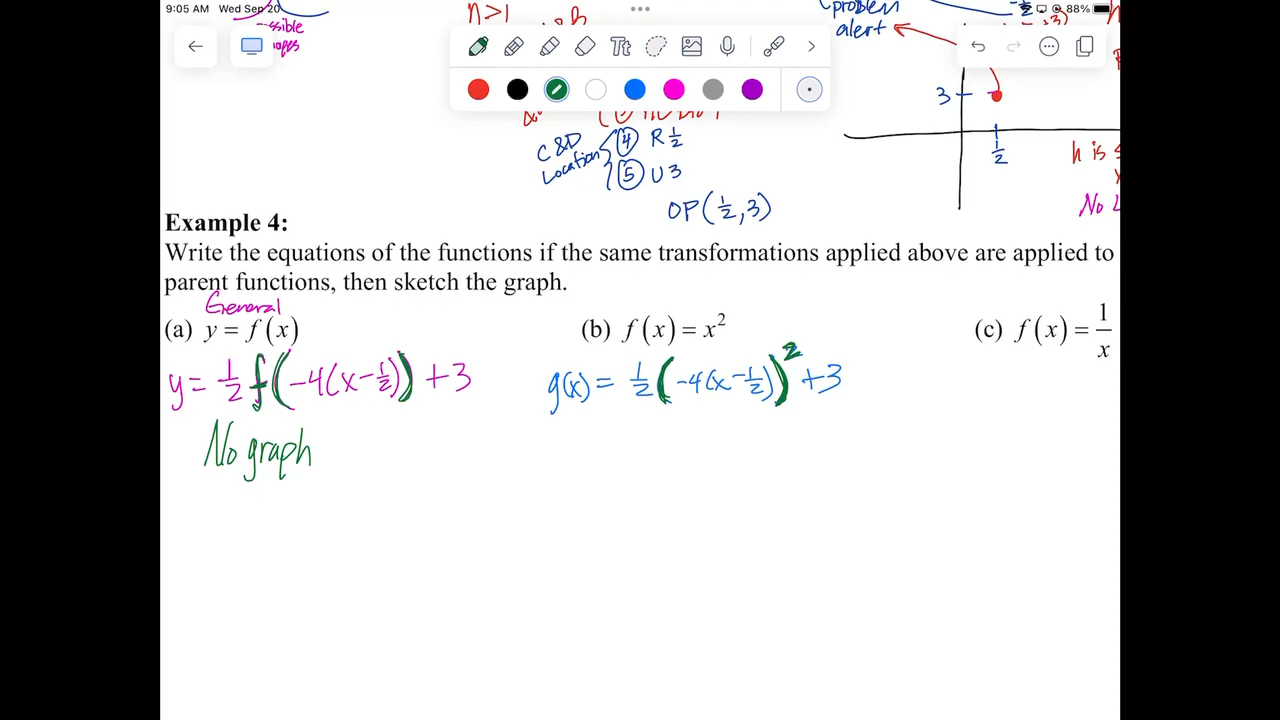 9:05 AM Wed Sep 20
88%
n>1
problem
alert
Tt
3
C&D
Location
④ R 1/2
⑤ U 3
1/2
h is
OP(1/2, 3)
No
Example 4:
Write the equations of the functions if the same transformations applied above are applied to
parent functions, then sketch the graph.
General
(a) y = f(x)
(b) f(x) = x²
(c) f(x) = 1/x
y = 1/2 f(-4(x-1/2)) + 3
g(x) = 1/2 (-4(x-1/2))² + 3
No graph